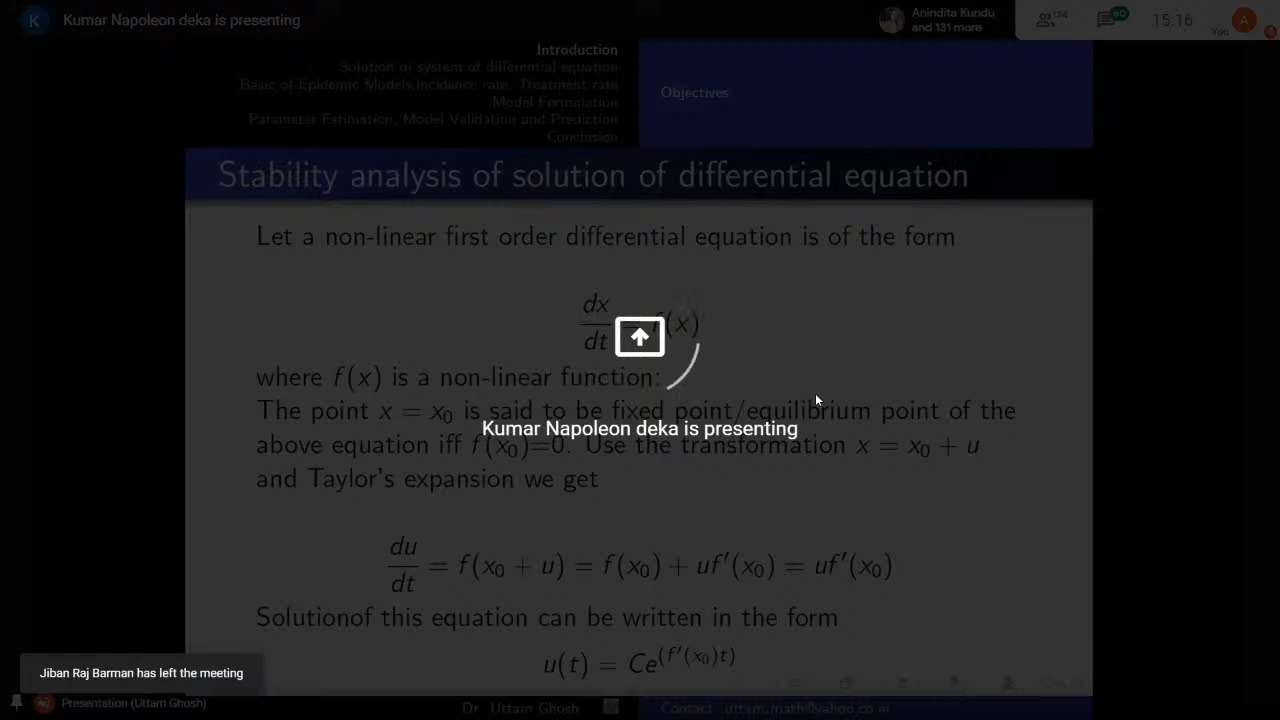 K Kumar Napoleon deka is presenting
Anindita Kundu
and 131 more
134
60
15:16
You
A
Introduction
Solution of system of differential equation
Basic of Epidemic Models,incidence rate, Treatment rate
Model Formulation
Parameter Estimation, Model Validation and Prediction
Conclusion
Objectives
Stability analysis of solution of differential equation
Let a non-linear first order differential equation is of the form
dx/dt = f(x)
where f(x) is a non-linear function:
The point x = x₀ is said to be fixed point/equilibrium point of the
Kumar Napoleon deka is presenting
above equation iff f(x₀)=0. Use the transformation x = x₀ + u
and Taylor's expansion we get
du/dt = f(x₀ + u) = f(x₀) + uf′(x₀) = uf′(x₀)
Solutionof this equation can be written in the form
u(t) = Ce^(f′(x₀)t)
Jiban Raj Barman has left the meeting
Presentation (Uttam Ghosh)
Dr. Uttam Ghosh
Contact: uttam_math@yahoo.co.in